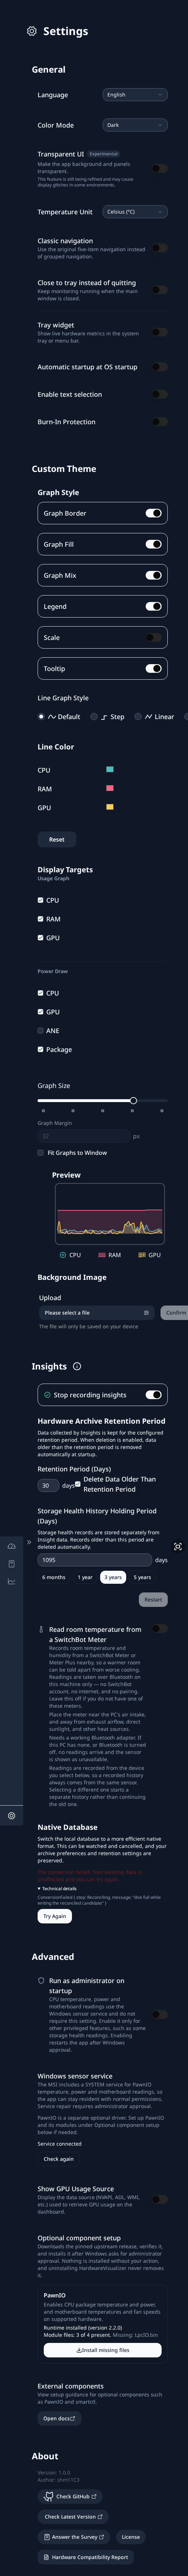 Settings
General
Language
English
Color Mode
Dark
Transparent UI
Experimental
Make the app background and panels
transparent.
This feature is still being refined and may cause
display glitches in some environments.
Temperature Unit
Celsius (°C)
Classic navigation
Use the original five-item navigation instead
of grouped navigation.
Close to tray instead of quitting
Keep monitoring running when the main
window is closed.
Tray widget
Show live hardware metrics in the system
tray or menu bar.
Automatic startup at OS startup
Enable text selection
Burn-In Protection
Custom Theme
Graph Style
Graph Border
Graph Fill
Graph Mix
Legend
Scale
Tooltip
Line Graph Style
Default
Step
Linear
Line Color
CPU
RAM
GPU
Reset
Display Targets
Usage Graph
CPU
RAM
GPU
Power Draw
CPU
GPU
ANE
Package
Graph Size
Graph Margin
32
px
Fit Graphs to Window
Preview
CPU
RAM
GPU
Background Image
Upload
Please select a file
Confirm
The file will only be saved on your device
Insights
Stop recording insights
Hardware Archive Retention Period
Data collected by Insights is kept for the configured
retention period. When deletion is enabled, data
older than the retention period is removed
automatically at startup.
Retention Period (Days)
30
days
Delete Data Older Than
Retention Period
Storage Health History Holding Period
(Days)
Storage health records are stored separately from
Insight data. Records older than this period are
deleted automatically.
1095
days
6 months
1 year
3 years
5 years
Restart
Read room temperature from
a SwitchBot Meter
Records room temperature and
humidity from a SwitchBot Meter or
Meter Plus nearby, so a warmer room
can be told apart from worse cooling.
Readings are taken over Bluetooth on
this machine only — no SwitchBot
account, no internet, and no pairing.
Leave this off if you do not have one of
these meters.
Place the meter near the PC's air intake,
and away from exhaust airflow, direct
sunlight, and other heat sources.
Needs a working Bluetooth adapter. If
this PC has none, or Bluetooth is turned
off, no readings arrive and the sensor
is shown as unavailable.
Readings are recorded from the device
you select below, so a recorded history
always comes from the same sensor.
Selecting a different one starts a
separate history rather than continuing
the old one.
Native Database
Switch the local database to a more efficient native
format. This can be watched and cancelled, and your
archive preferences and retention settings are
preserved.
Technical details
writing the reconciled candidate" }
Try Again
Advanced
Run as administrator on
startup
CPU temperature, power and
motherboard readings use the
Windows sensor service and do not
require this setting. Enable it only for
other privileged features, such as some
storage health readings. Enabling
restarts the app after Windows
approval.
Windows sensor service
The MSI includes a SYSTEM service for PawnIO
temperature, power and motherboard readings, so
the app can stay resident with normal permissions.
Service repair requires administrator approval.
PawnIO is a separate optional driver. Set up PawnIO
and its modules under Optional component setup
below if needed.
Service connected
Check again
Show GPU Usage Source
Display the data source (NVAPI, ADL, WMI,
etc.) used to retrieve GPU usage on the
dashboard.
Optional component setup
Downloads the pinned upstream release, verifies it,
and installs it after Windows asks for administrator
approval. Nothing is installed without your action,
and uninstalling HardwareVisualizer never removes
it.
PawnIO
Enables CPU package temperature and power,
and motherboard temperatures and fan speeds
on supported hardware.
Runtime installed (version 2.2.0)
Module files: 3 of 4 present. Missing: LpcIO.bin
Install missing files
External components
View setup guidance for optional components such
as PawnIO and smartctl.
Open docs
About
Version: 1.0.0
Author: shm11C3
Check GitHub
Check Latest Version
Answer the Survey
License
Hardware Compatibility Report